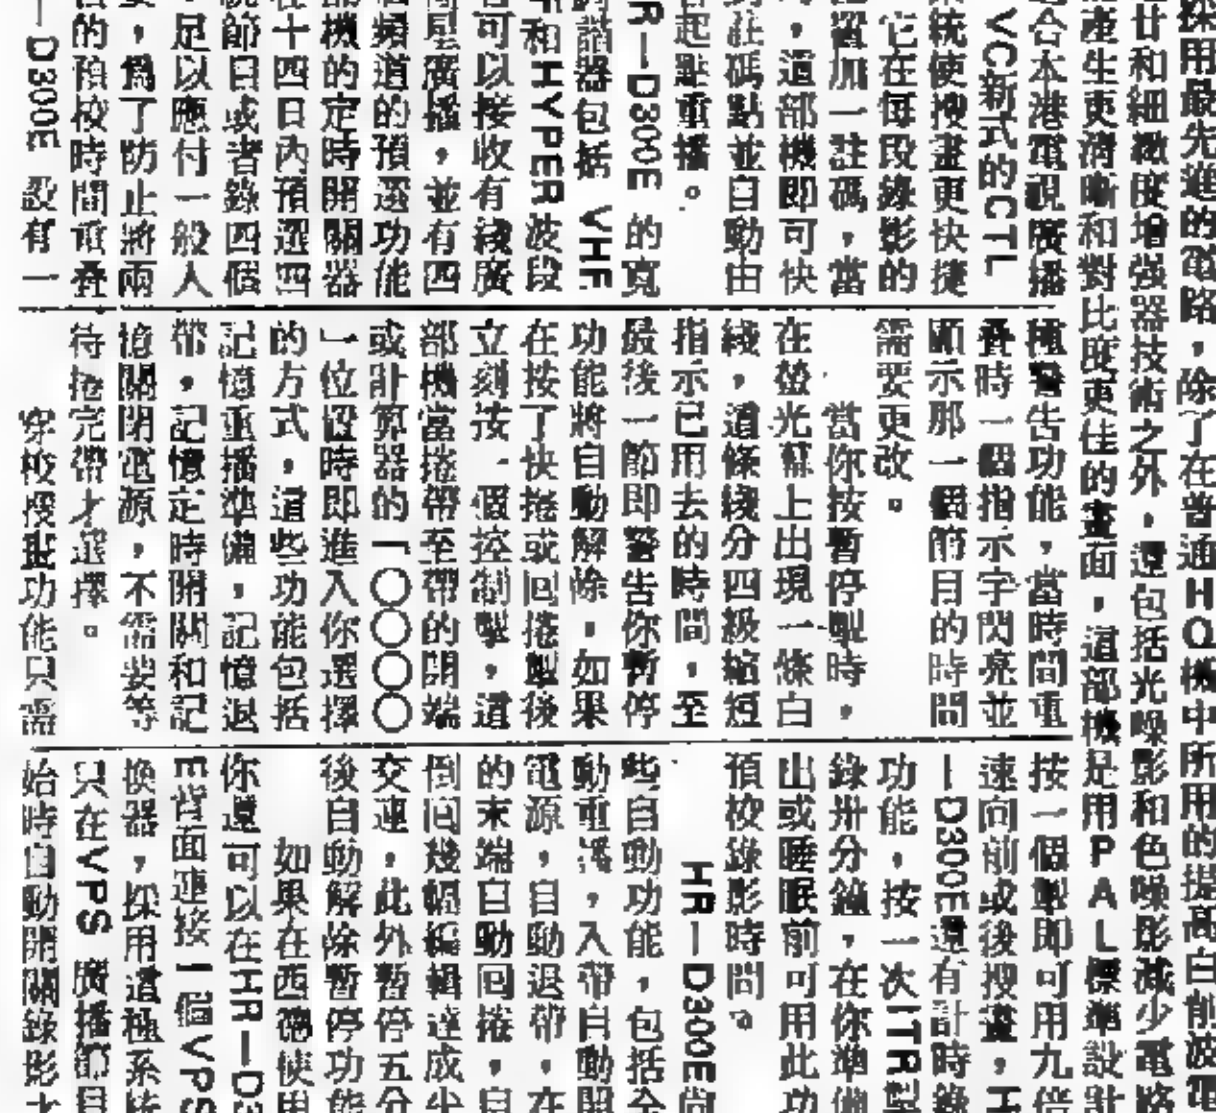 採用最先進的電路，除了在普通HQ機中所用的提高白削波電
廿和細緻度增强器技術之外，還包括光噪影和色噪影減少電路
產生更清晰和對比度更佳的畫面，這部機是用PAL標準設計
合本港電視廣播
VC新式的CTL
系統使搜畫更快捷
它在每段錄影的
置加一註碼，當
，這部機即可快
到註碼點並自動由
起點重播。
R—D300E 的寬
調諧器包括 VHF
和HYPER波段
可以接收有綫廣
星廣播，並有四
頻道的預選功能
機的定時開關器
十四日內預選四
節目或者錄四個
足以應付一般人
，爲了防止將兩
的預校時間重叠
—D300E 設有一
種警告功能，當時間重
叠時一個指示字閃亮並
顯示那一個節目的時間
需要更改。
當你按暫停掣時，
在螢光幕上出現一條白
綫，這條綫分四級縮短
指示已用去的時間，至
最後一節即警告你暫停
功能將自動解除，如果
在按了快捲或回捲掣後
立刻按一個控制掣，這
部機當捲帶至帶的開端
或計算器的「○○○○
」位設時即進入你選擇
的方式，這些功能包括
記憶重播準備，記憶退
帶，記憶定時開關和記
憶關閉電源，不需要等
待捲完帶才選擇。
穿梭搜畫功能只需
按一個掣即可用九倍
速向前或後搜畫，H
—D300E還有計時錄
功能，按一次ITR掣
錄卅分鐘，在你準備
出或睡眠前可用此功
預校錄影時間。
HR—D300E尚
些自動功能，包括全
動重播，入帶自動開
電源，自動退帶，在
的末端自動回捲，自
倒回幾幅編輯達成少
交連，此外暫停五分
後自動解除暫停功能
如果在西德使用
你還可以在HR—D3
E背面連接一個VPS
換器，採用這種系統
只在VPS 廣播節目
始時自動開關錄影才